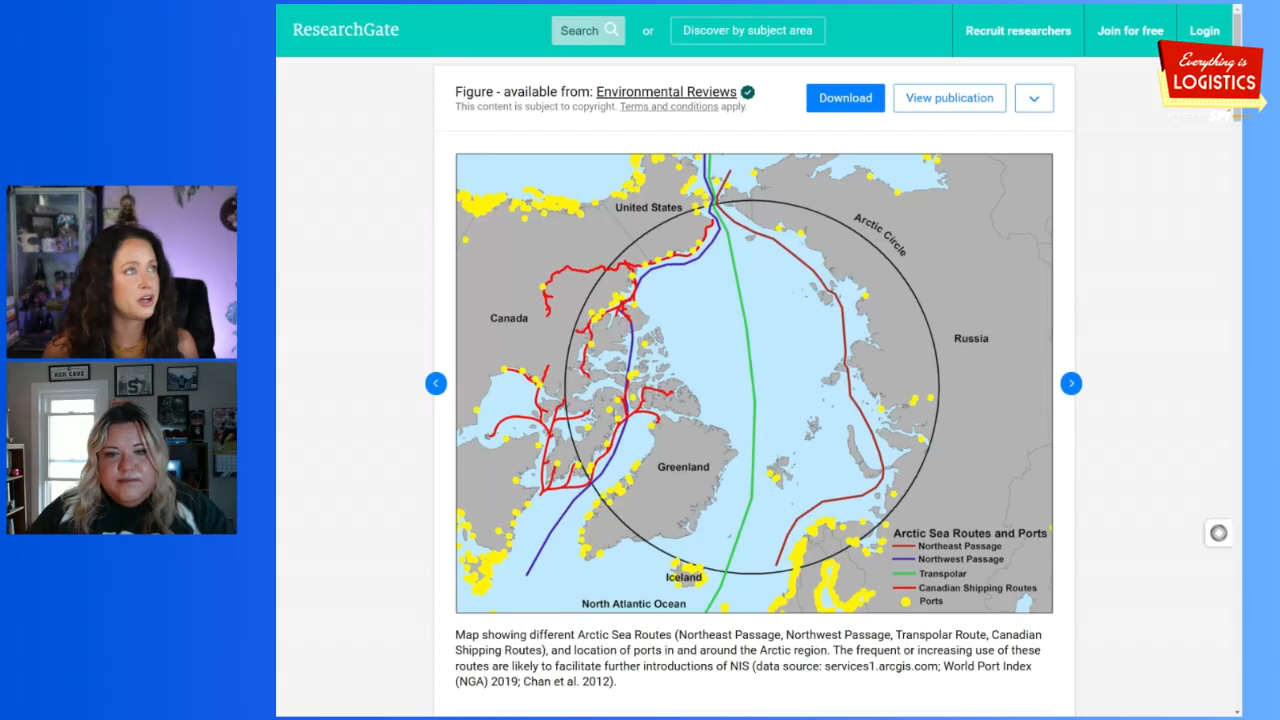 ResearchGate
Search
or
Discover by subject area
Recruit researchers
Join for free
Login
Everything is
LOGISTICS
Figure - available from: Environmental Reviews
This content is subject to copyright. Terms and conditions apply.
Download
View publication
United States
Arctic Circle
Canada
Russia
Greenland
Iceland
North Atlantic Ocean
Arctic Sea Routes and Ports
Northeast Passage
Northwest Passage
Transpolar
Canadian Shipping Routes
Ports
HER CAVE
S
Map showing different Arctic Sea Routes (Northeast Passage, Northwest Passage, Transpolar Route, Canadian
Shipping Routes), and location of ports in and around the Arctic region. The frequent or increasing use of these
routes are likely to facilitate further introductions of NIS (data source: services1.arcgis.com; World Port Index
(NGA) 2019; Chan et al. 2012).